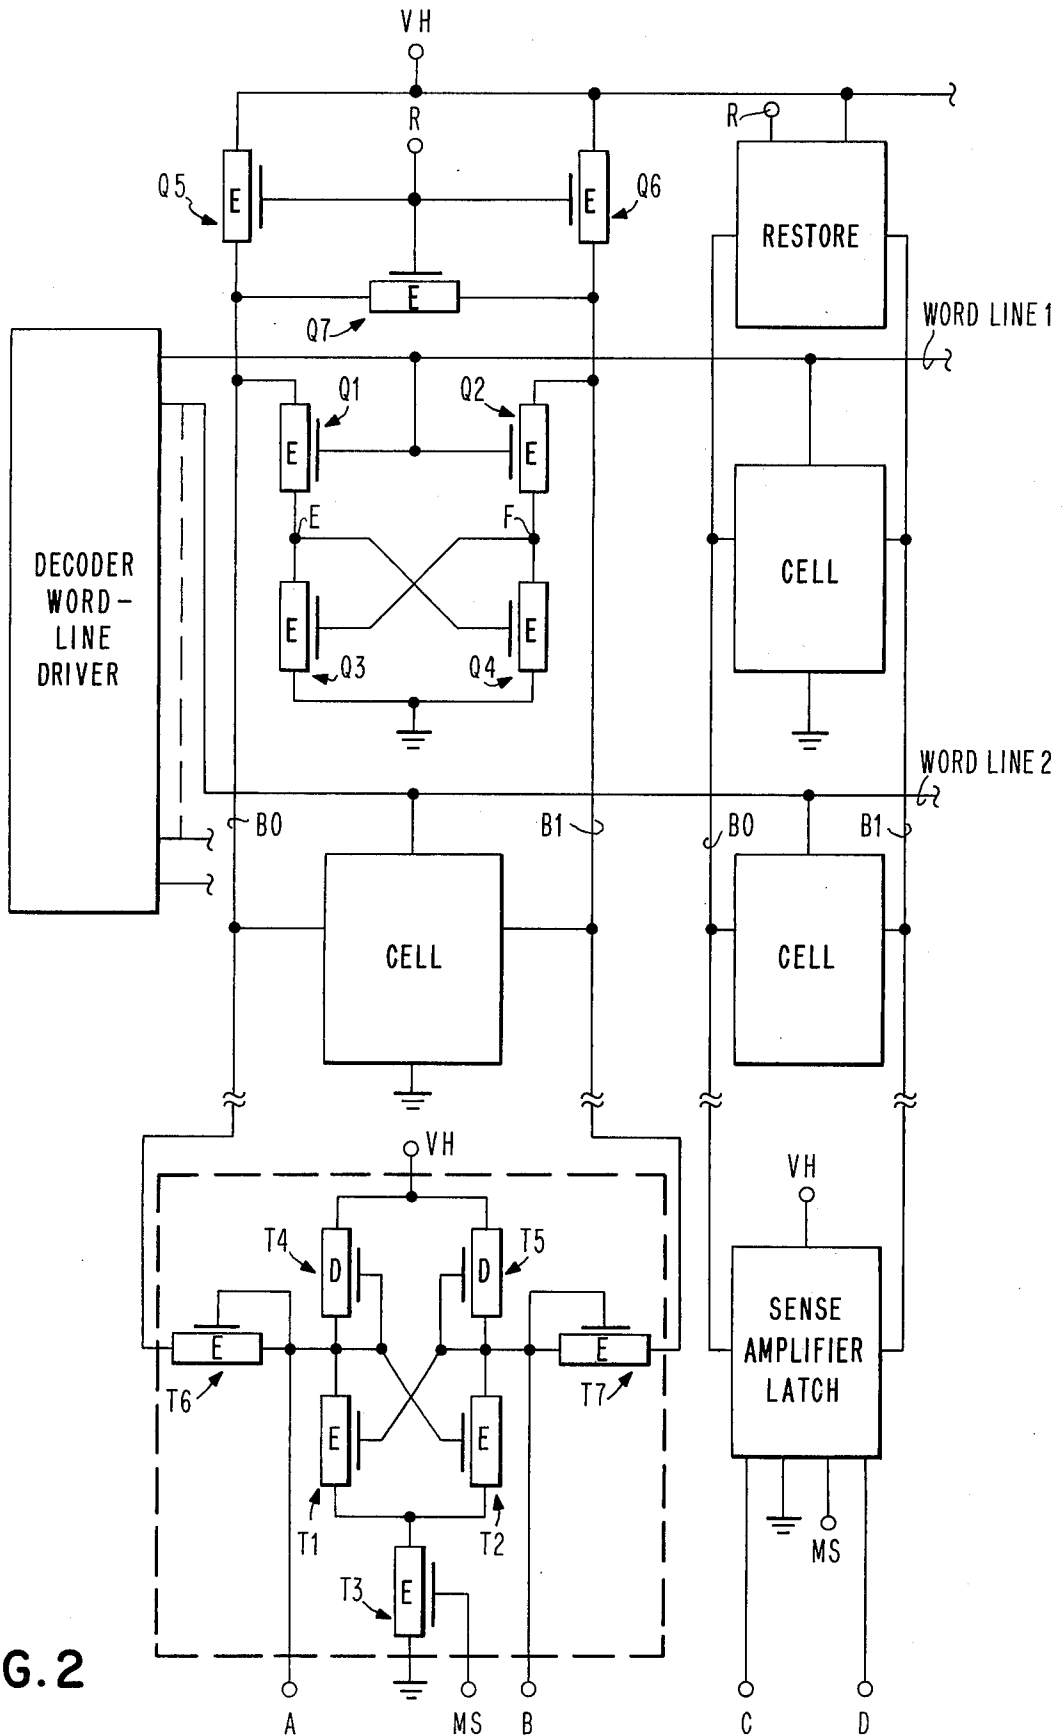 VH
R
R
Q5
E
E
Q6
RESTORE
E
Q7
WORD LINE 1
Q1
Q2
E
E
E
F
DECODER
WORD-
LINE
DRIVER
CELL
E
E
Q3
Q4
WORD LINE 2
B0
B1
B0
B1
CELL
CELL
VH
VH
T4
D
D
T5
SENSE
AMPLIFIER
LATCH
E
E
T6
T7
E
E
T1
T2
MS
T3
E
G.2
A
MS
B
C
D